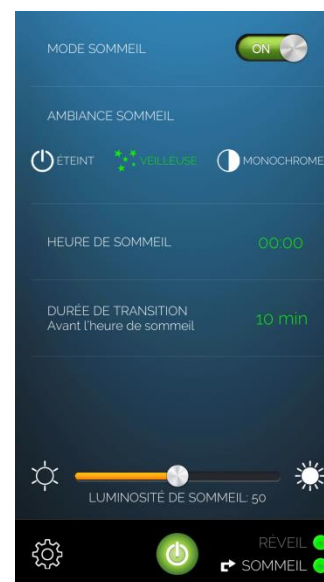 MODE SOMMEIL ON
AMBIANCE SOMMEIL
ÉTEINT VEILLEUSE MONOCHROME
HEURE DE SOMMEIL 00:00
DURÉE DE TRANSITION
Avant l'heure de sommeil 10 min
LUMINOSITÉ DE SOMMEIL: 50
RÉVEIL
SOMMEIL